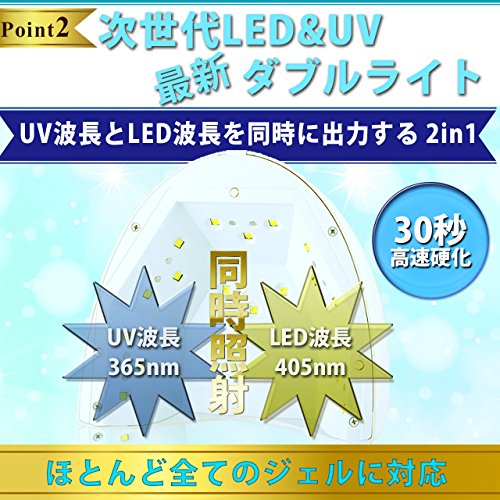 Point2
次世代LED&UV
最新 ダブルライト
UV波長とLED波長を同時に出力する 2in1
30秒
高速硬化
同時照射
UV波長
365nm
LED波長
405nm
ほとんど全てのジェルに対応